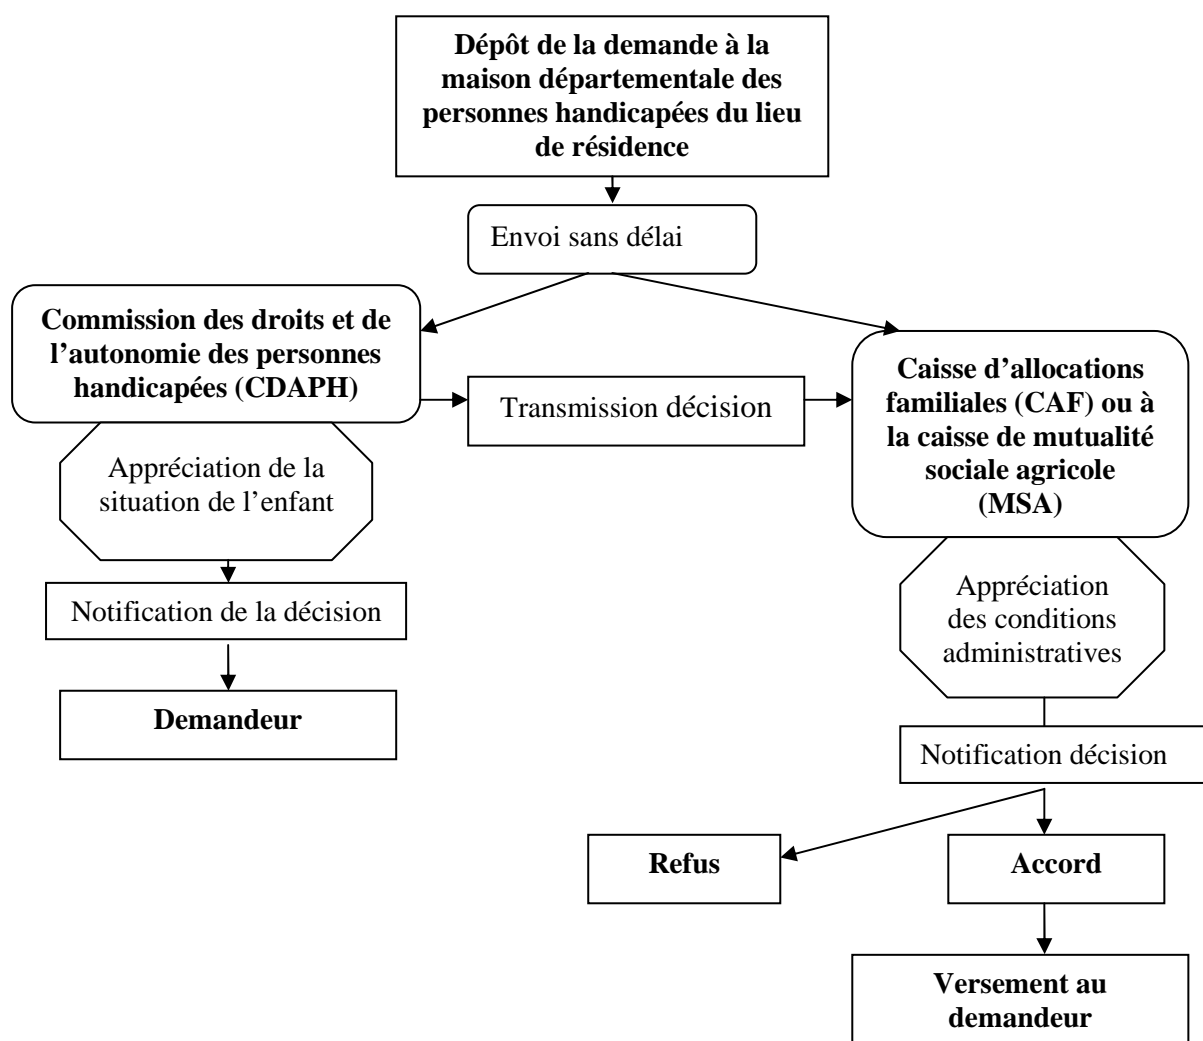 Dépôt de la demande à la
maison départementale des
personnes handicapées du lieu
de résidence
Envoi sans délai
Commission des droits et de
l’autonomie des personnes
handicapées (CDAPH)
Transmission décision
Caisse d’allocations
familiales (CAF) ou à
la caisse de mutualité
sociale agricole
(MSA)
Appréciation de la
situation de l’enfant
Notification de la décision
Demandeur
Appréciation
des conditions
administratives
Notification décision
Refus
Accord
Versement au
demandeur